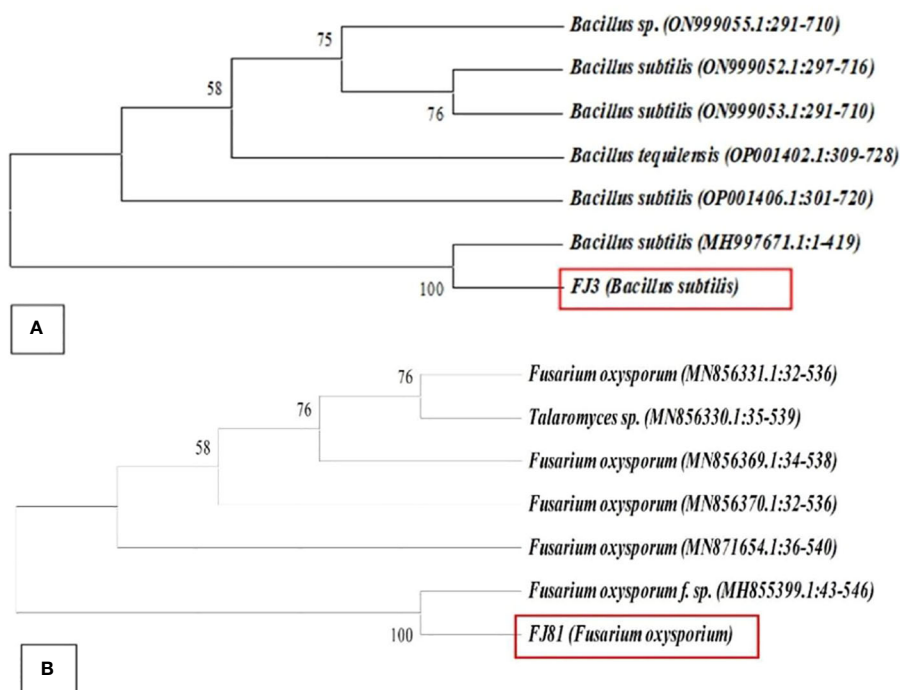 Bacillus sp. (ON999055.1:291-710)
75
Bacillus subtilis (ON999052.1:297-716)
58
Bacillus subtilis (ON999053.1:291-710)
76
Bacillus tequilensis (OP001402.1:309-728)
Bacillus subtilis (OP001406.1:301-720)
Bacillus subtilis (MH997671.1:1-419)
100
FJ3 (Bacillus subtilis)
A
76
Fusarium oxysporum (MN856331.1:32-536)
76
Talaromyces sp. (MN856330.1:35-539)
58
Fusarium oxysporum (MN856369.1:34-538)
Fusarium oxysporum (MN856370.1:32-536)
Fusarium oxysporum (MN871654.1:36-540)
Fusarium oxysporum f. sp. (MH855399.1:43-546)
100
FJ81 (Fusarium oxysporium)
B